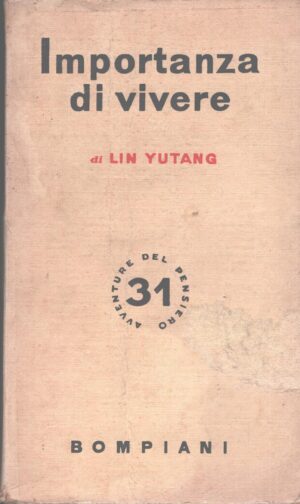 Importanza
di vivere
di LIN YUTANG
AVVENTURE DEL PENSIERO
31
BOMPIANI